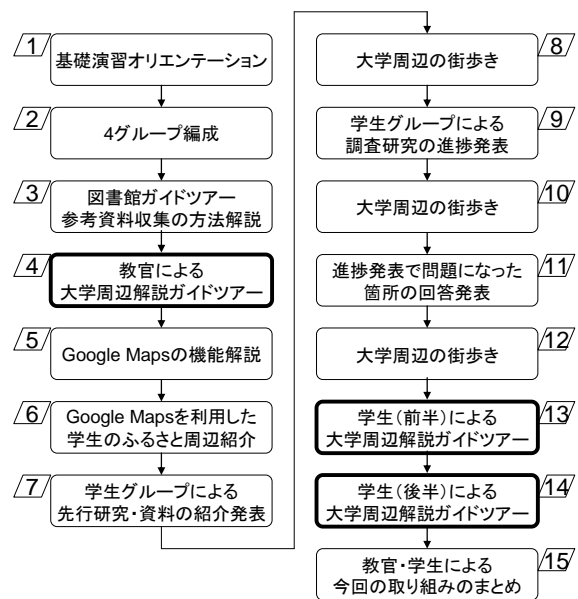 1
基礎演習オリエンテーション
2
4グループ編成
3
図書館ガイドツアー
参考資料収集の方法解説
4
教官による
大学周辺解説ガイドツアー
5
Google Mapsの機能解説
6
Google Mapsを利用した
学生のふるさと周辺紹介
7
学生グループによる
先行研究・資料の紹介発表
8
大学周辺の街歩き
9
学生グループによる
調査研究の進捗発表
10
大学周辺の街歩き
11
進捗発表で問題になった
箇所の回答発表
12
大学周辺の街歩き
13
学生(前半)による
大学周辺解説ガイドツアー
14
学生(後半)による
大学周辺解説ガイドツアー
15
教官・学生による
今回の取り組みのまとめ